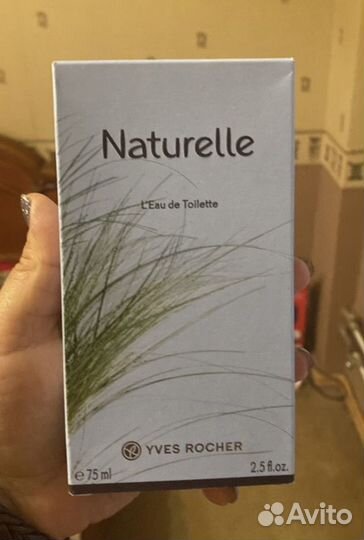 Naturelle
L'Eau de Toilette
YVES ROCHER
e 75 ml 2.5 fl.oz.
Avito